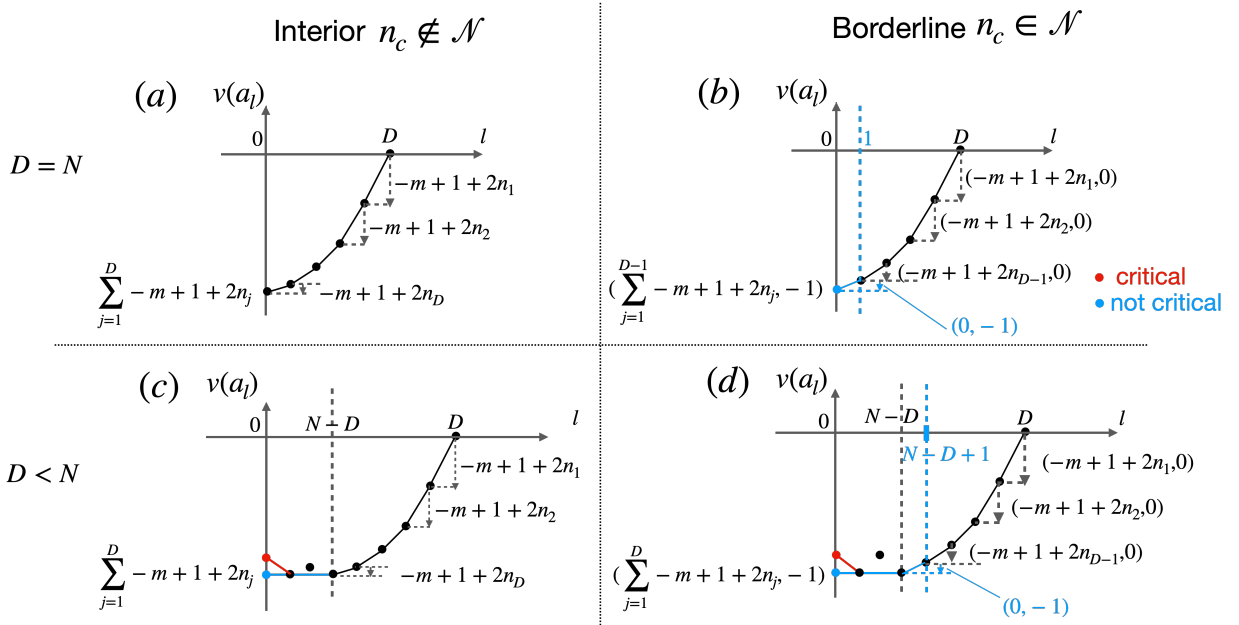 Interior n_c ∉ 𝒩
Borderline n_c ∈ 𝒩
D = N
(a)
v(a_l)
0
D
l
−m + 1 + 2n_1
−m + 1 + 2n_2
−m + 1 + 2n_D
∑_{j=1}^{D} −m + 1 + 2n_j
(b)
v(a_l)
0
1
D
l
(−m + 1 + 2n_1,0)
(−m + 1 + 2n_2,0)
(−m + 1 + 2n_{D−1},0)
(∑_{j=1}^{D−1} −m + 1 + 2n_j, −1)
(0, −1)
critical
not critical
D < N
(c)
v(a_l)
0
N − D
D
l
−m + 1 + 2n_1
−m + 1 + 2n_2
−m + 1 + 2n_D
∑_{j=1}^{D} −m + 1 + 2n_j
(d)
v(a_l)
0
N − D
D
l
N − D + 1
(−m + 1 + 2n_1,0)
(−m + 1 + 2n_2,0)
(−m + 1 + 2n_{D−1},0)
(∑_{j=1}^{D} −m + 1 + 2n_j, −1)
(0, −1)